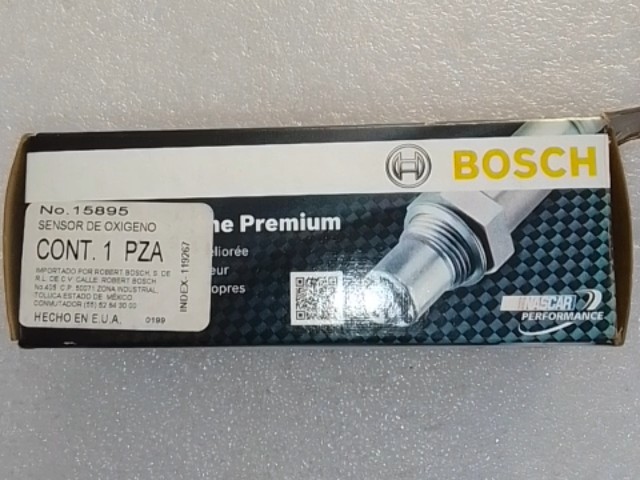 BOSCH
No.15895
SENSOR DE OXIGENO
CONT. 1 PZA
IMPORTADO POR ROBERT BOSCH, S. DE
R.L. DE C.V. CALLE: ROBERT BOSCH
No.405 C.P. 50071 ZONA INDUSTRIAL,
TOLUCA ESTADO DE MÉXICO.
CONMUTADOR (55) 52 84 30 00
HECHO EN E.U.A. 0199
INDEX-119267
ne Premium
éliorée
eur
opres
NASCAR
PERFORMANCE